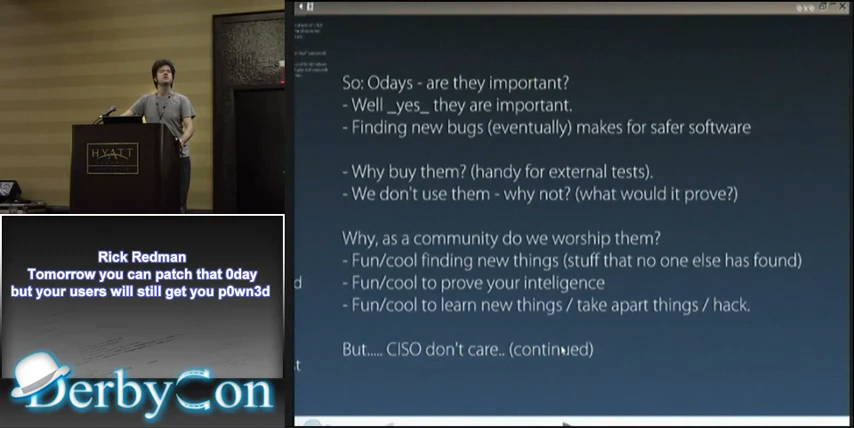 HYATT
Rick Redman
Tomorrow you can patch that 0day
but your users will still get you p0wn3d
DerbyCon
So: 0days - are they important?
- Well _yes_ they are important.
- Finding new bugs (eventually) makes for safer software
- Why buy them? (handy for external tests).
- We don't use them - why not? (what would it prove?)
Why, as a community do we worship them?
- Fun/cool finding new things (stuff that no one else has found)
- Fun/cool to prove your inteligence
- Fun/cool to learn new things / take apart things / hack.
But..... CISO don't care.. (continued)